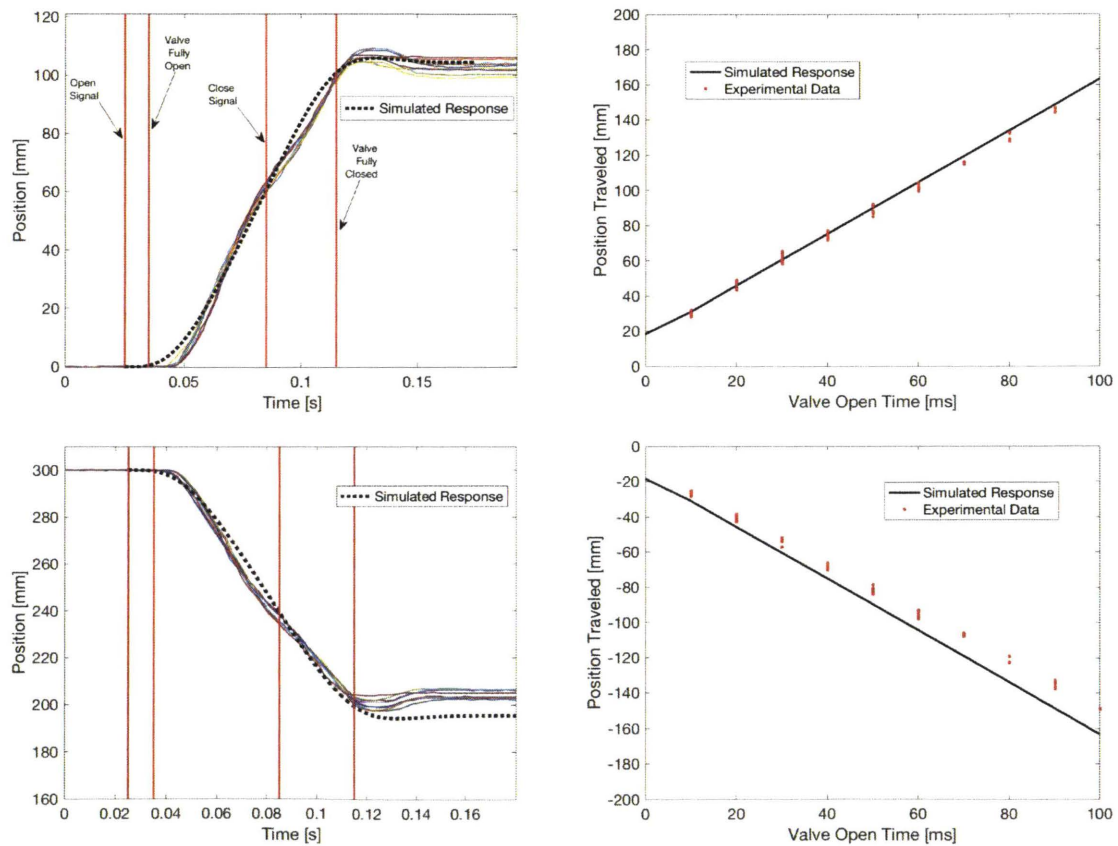 120
100
80
60
40
20
0
Position [mm]
Open
Signal
Valve
Fully
Open
Close
Signal
Valve
Fully
Closed
Simulated Response
0
0.05
0.1
0.15
Time [s]
200
180
160
140
120
100
80
60
40
20
0
Position Traveled [mm]
Simulated Response
Experimental Data
0
20
40
60
80
100
Valve Open Time [ms]
300
280
260
240
220
200
180
160
Position [mm]
Simulated Response
0
0.02
0.04
0.06
0.08
0.1
0.12
0.14
0.16
Time [s]
0
-20
-40
-60
-80
-100
-120
-140
-160
-180
-200
Position Traveled [mm]
Simulated Response
Experimental Data
0
20
40
60
80
100
Valve Open Time [ms]